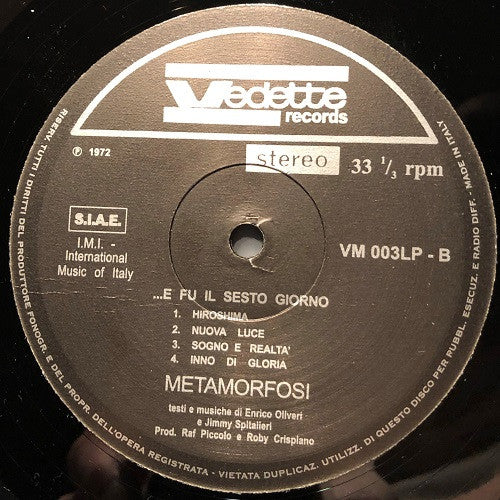 Vedette
records
stereo 33 1/3 rpm
℗ 1972
S.I.A.E.
I.M.I. -
International
Music of Italy
VM 003LP - B
...E FU IL SESTO GIORNO
1. HIROSHIMA
2. NUOVA LUCE
3. SOGNO E REALTA'
4. INNO DI GLORIA
METAMORFOSI
testi e musiche di Enrico Oliveri
e Jimmy Spitalieri
Prod. Raf Piccolo e Roby Crispiano
RISERV. TUTTI I DIRITTI DEL PRODUTTORE FONOGR. E DEL PROPR. DELL'OPERA REGISTRATA - VIETATA DUPLICAZ. UTILIZZ. DI QUESTO DISCO PER PUBBL. ESECUZ. E RADIO DIFF. - MADE IN ITALY